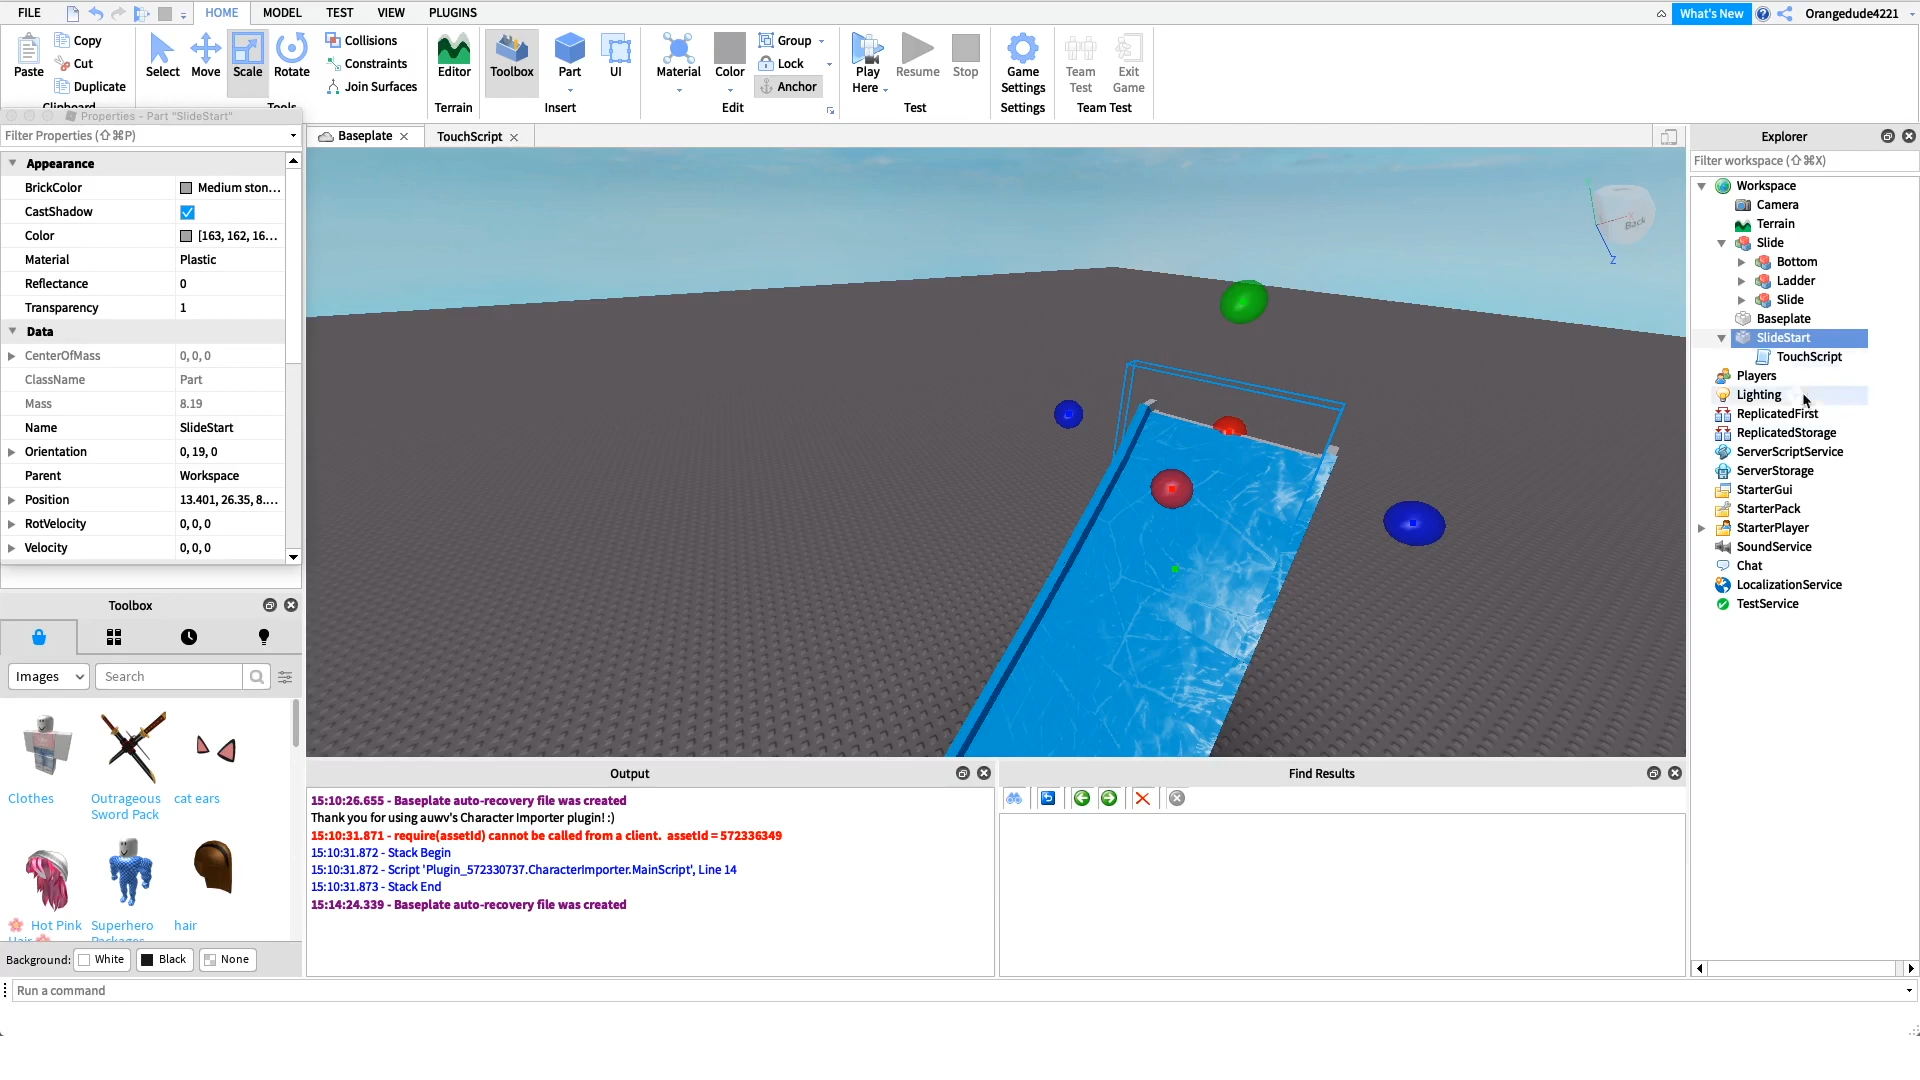 FILE
HOME
MODEL
TEST
VIEW
PLUGINS
What's New
Orangedude4221
Paste
Copy
Cut
Duplicate
Clipboard
Select
Move
Scale
Rotate
Collisions
Constraints
Join Surfaces
Tools
Editor
Terrain
Toolbox
Part
UI
Insert
Material
Color
Group
Lock
Anchor
Edit
Play
Here
Resume
Stop
Test
Game
Settings
Settings
Team
Test
Exit
Game
Team Test
Properties - Part "SlideStart"
Filter Properties (⇧⌘P)
Appearance
BrickColor Medium ston...
CastShadow
Color [163, 162, 16...
Material Plastic
Reflectance 0
Transparency 1
Data
CenterOfMass 0, 0, 0
ClassName Part
Mass 8.19
Name SlideStart
Orientation 0, 19, 0
Parent Workspace
Position 13.401, 26.35, 8....
RotVelocity 0, 0, 0
Velocity 0, 0, 0
Baseplate
TouchScript
Back
Z
Explorer
Filter workspace (⇧⌘X)
Workspace
Camera
Terrain
Slide
Bottom
Ladder
Slide
Baseplate
SlideStart
TouchScript
Players
Lighting
ReplicatedFirst
ReplicatedStorage
ServerScriptService
ServerStorage
StarterGui
StarterPack
StarterPlayer
SoundService
Chat
LocalizationService
TestService
Toolbox
Images
Search
Clothes
Outrageous
Sword Pack
cat ears
Hot Pink
Hair
Superhero
Packages
hair
Background: White Black None
Output
15:10:26.655 - Baseplate auto-recovery file was created
Thank you for using auwv's Character Importer plugin! :)
15:10:31.871 - require(assetId) cannot be called from a client. assetId = 572336349
15:10:31.872 - Stack Begin
15:10:31.872 - Script 'Plugin_572330737.CharacterImporter.MainScript', Line 14
15:10:31.873 - Stack End
15:14:24.339 - Baseplate auto-recovery file was created
Find Results
Run a command